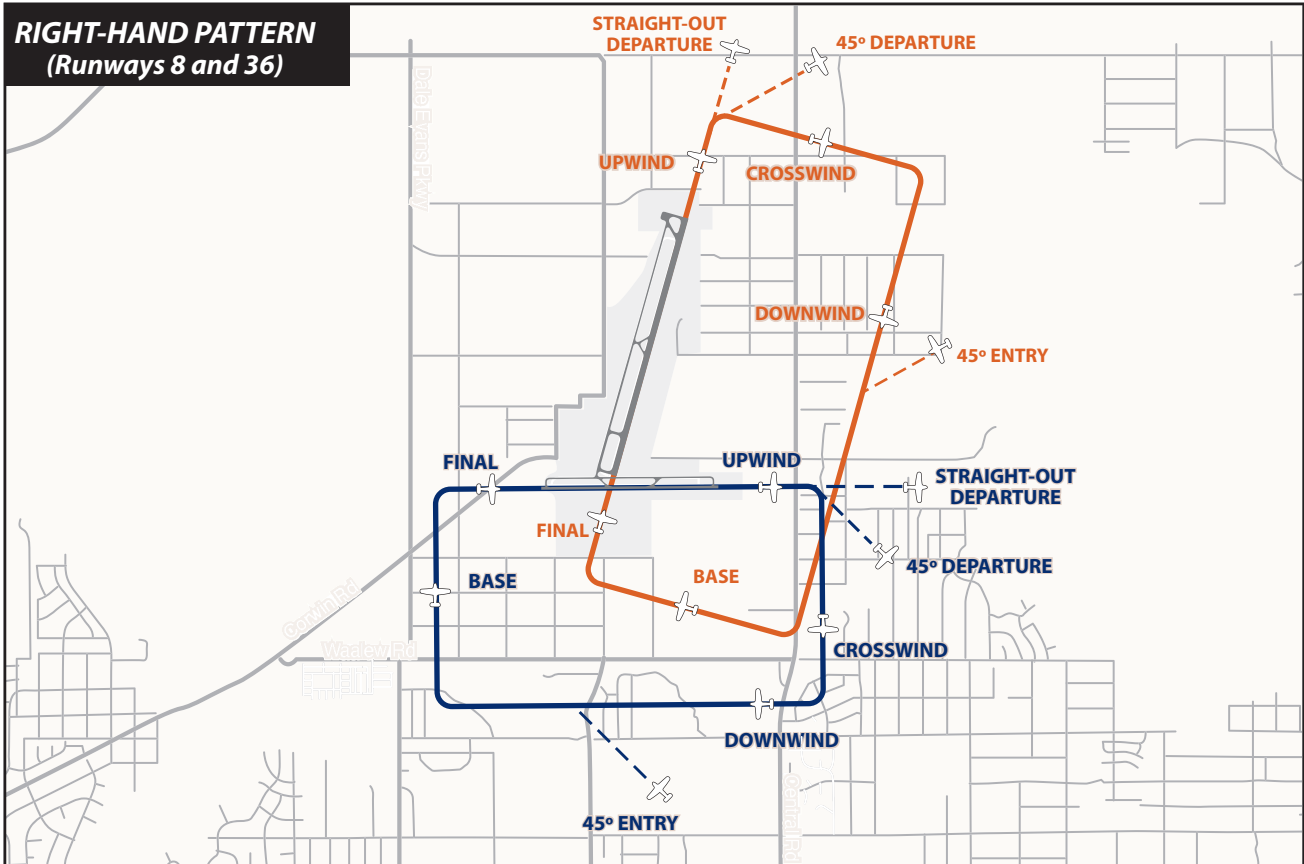 RIGHT-HAND PATTERN
(Runways 8 and 36)
STRAIGHT-OUT
DEPARTURE
45º DEPARTURE
Dale Evans Pkwy
UPWIND
CROSSWIND
DOWNWIND
45º ENTRY
FINAL
UPWIND
STRAIGHT-OUT
DEPARTURE
FINAL
45º DEPARTURE
BASE
BASE
Corwin Rd
Waalew Rd
CROSSWIND
DOWNWIND
Central Rd
45º ENTRY